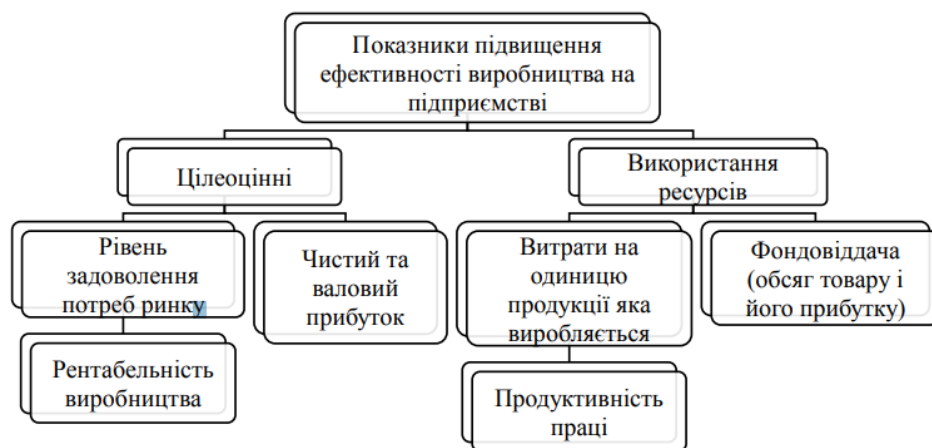 Показники підвищення
ефективності виробництва на
підприємстві
Цілеоцінні
Використання
ресурсів
Рівень
задоволення
потреб ринку
Чистий та
валовий
прибуток
Витрати на
одиницю
продукції яка
виробляється
Фондовіддача
(обсяг товару і
його прибутку)
Рентабельність
виробництва
Продуктивність
праці